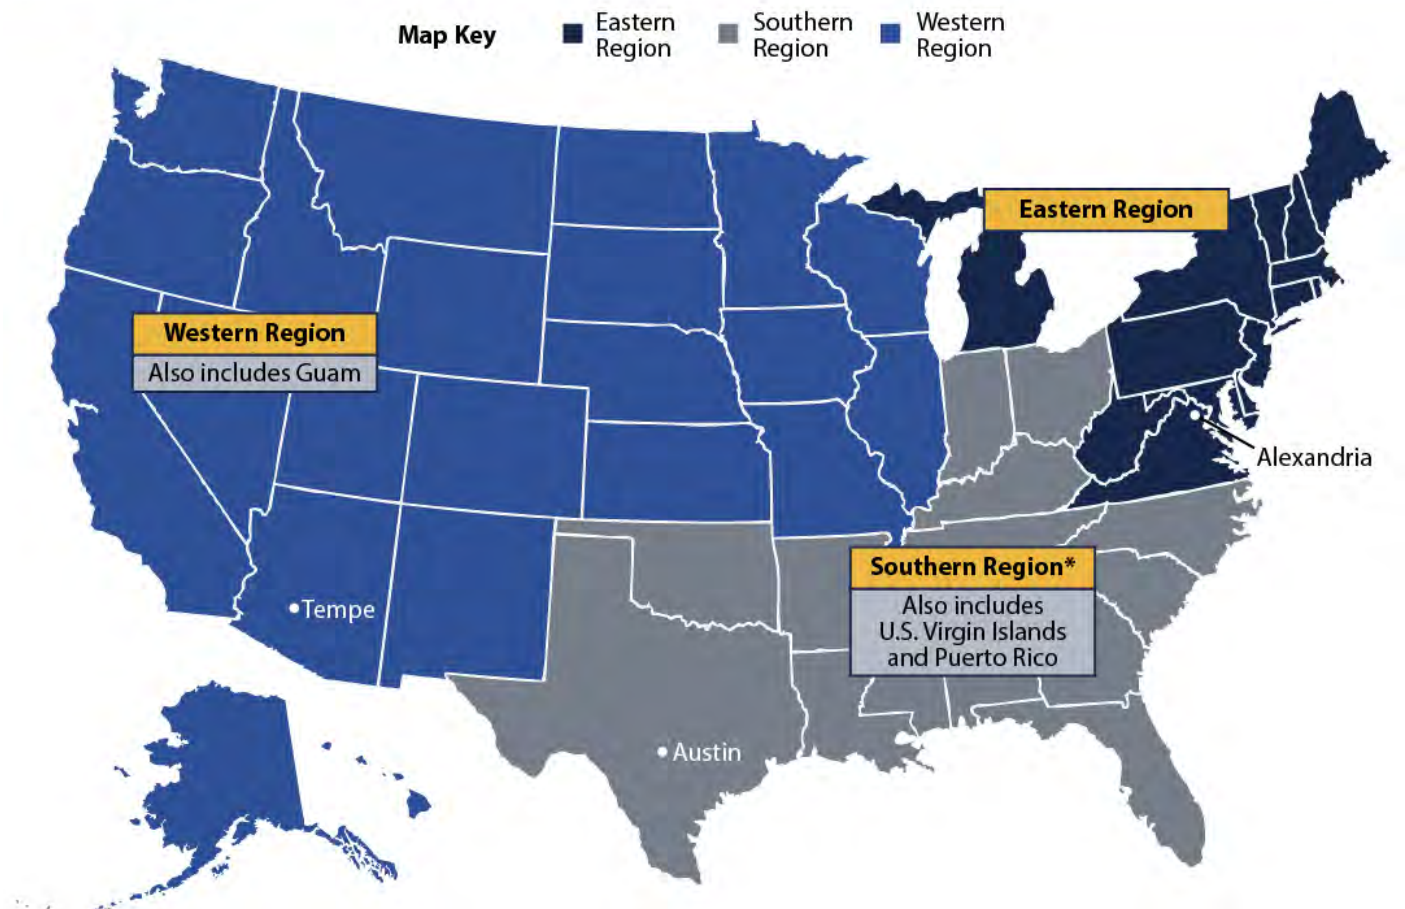 Map Key
Eastern
Region
Southern
Region
Western
Region
Eastern Region
Western Region
Also includes Guam
Alexandria
Southern Region*
Also includes
U.S. Virgin Islands
and Puerto Rico
Tempe
Austin